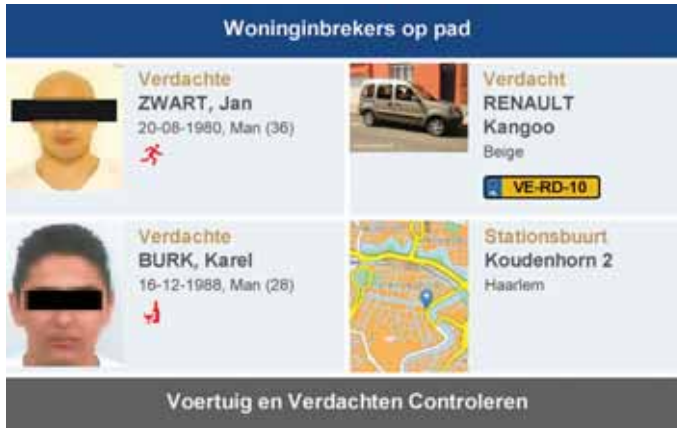 Woninginbrekers op pad
Verdachte
ZWART, Jan
20-08-1980, Man (36)
Verdacht
RENAULT
Kangoo
Beige
VE-RD-10
Verdachte
BURK, Karel
16-12-1988, Man (28)
Stationsbuurt
Koudenhorn 2
Haarlem
Voertuig en Verdachten Controleren